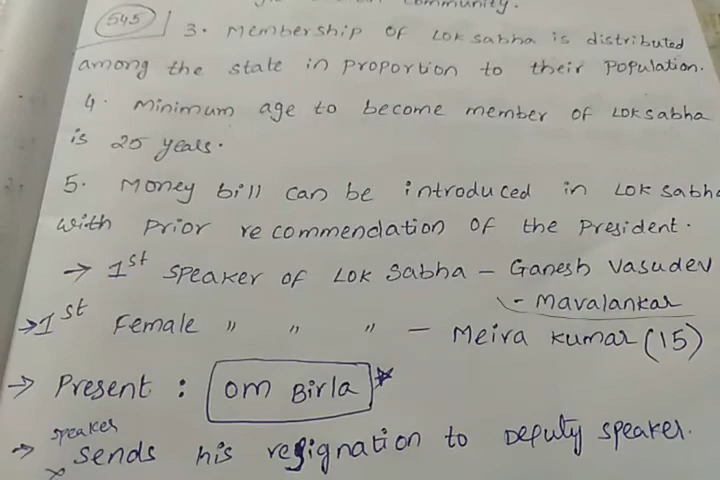 community.
545
3. Membership of Lok sabha is distributed
among the state in proportion to their population.
4. minimum age to become member of Loksabha
is 25 years.
5. Money bill can be introduced in Lok sabha
with prior recommendation of the President.
→ 1st speaker of Lok Sabha - Ganesh Vasudev
- Mavalankar
→ 1st Female " " " - Meira kumar (15)
→ Present : om Birla *
speaker
→ sends his resignation to Deputy speaker.